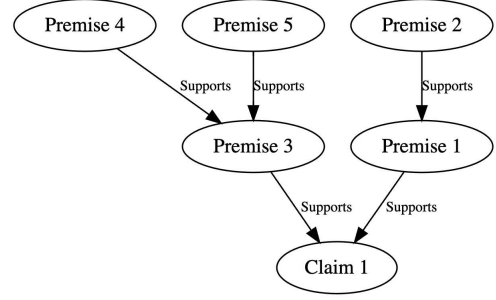 Premise 4
Premise 5
Premise 2
Supports
Supports
Supports
Premise 3
Premise 1
Supports
Supports
Claim 1